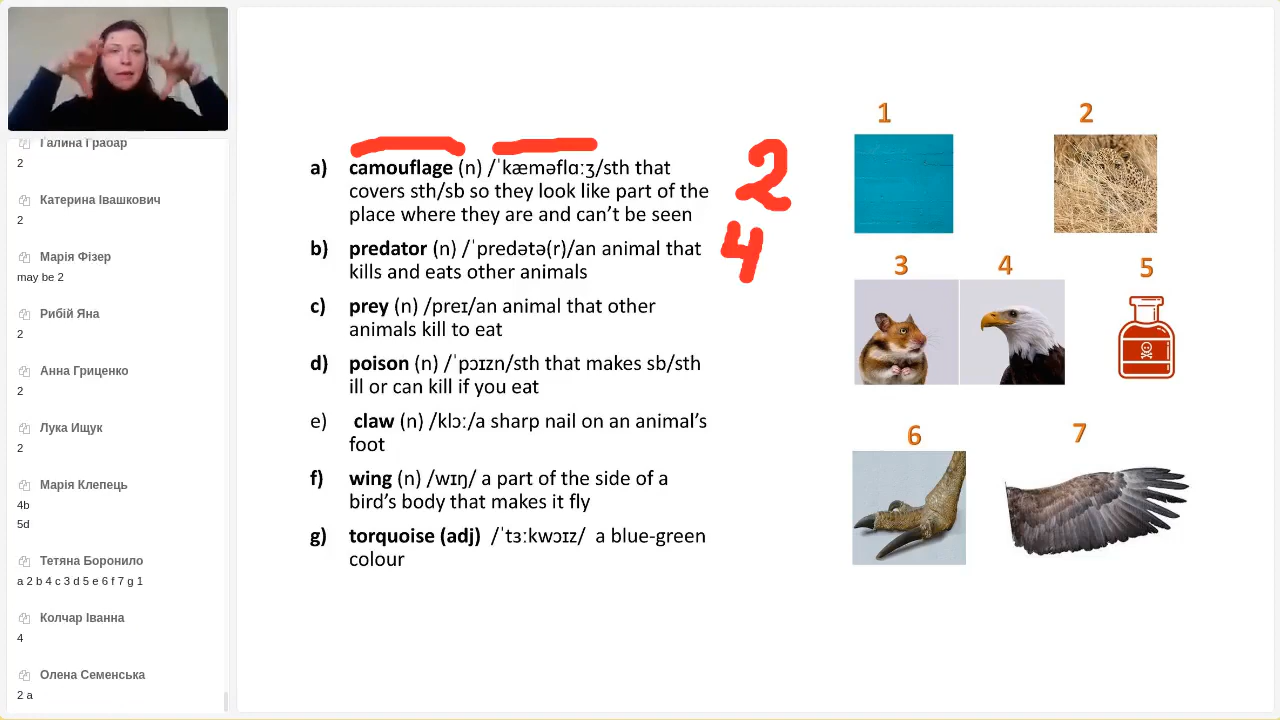 Галина Грабар
2
Катерина Івашкович
2
Марія Фізер
may be 2
Рибій Яна
2
Анна Гриценко
2
Лука Ищук
2
Марія Клепець
4b
5d
Тетяна Боронило
a 2 b 4 c 3 d 5 e 6 f 7 g 1
Колчар Іванна
4
Олена Семенська
2 a
a) camouflage (n) /ˈkæməflɑːʒ/sth that
covers sth/sb so they look like part of the
place where they are and can’t be seen
2
b) predator (n) /ˈpredətə(r)/an animal that
kills and eats other animals
4
c) prey (n) /preɪ/an animal that other
animals kill to eat
d) poison (n) /ˈpɔɪzn/sth that makes sb/sth
ill or can kill if you eat
e) claw (n) /klɔː/a sharp nail on an animal’s
foot
f) wing (n) /wɪŋ/ a part of the side of a
bird’s body that makes it fly
g) torquoise (adj) /ˈtɜːkwɔɪz/ a blue-green
colour
1 2
3 4 5
6 7